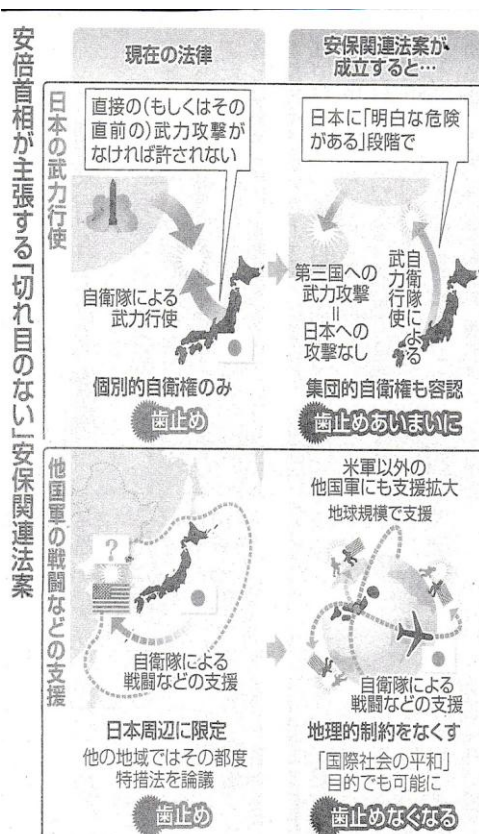 安倍首相が主張する「切れ目のない」安保関連法案
現在の法律
安保関連法案が
成立すると…
日本の武力行使
直接の(もしくはその
直前の)武力攻撃が
なければ許されない
自衛隊による
武力行使
個別的自衛権のみ
歯止め
日本に「明白な危険
がある」段階で
第三国への
武力攻撃
＝
日本への
攻撃なし
自衛隊による
武力行使
集団的自衛権も容認
歯止めあいまいに
他国軍の戦闘などの支援
?
自衛隊による
戦闘などの支援
日本周辺に限定
他の地域ではその都度
特措法を論議
歯止め
米軍以外の
他国軍にも支援拡大
地球規模で支援
自衛隊による
戦闘などの支援
地理的制約をなくす
「国際社会の平和」
目的でも可能に
歯止めなくなる